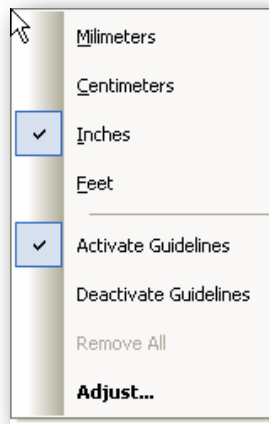 Milimeters
Centimeters
Inches
Feet
Activate Guidelines
Deactivate Guidelines
Remove All
Adjust...